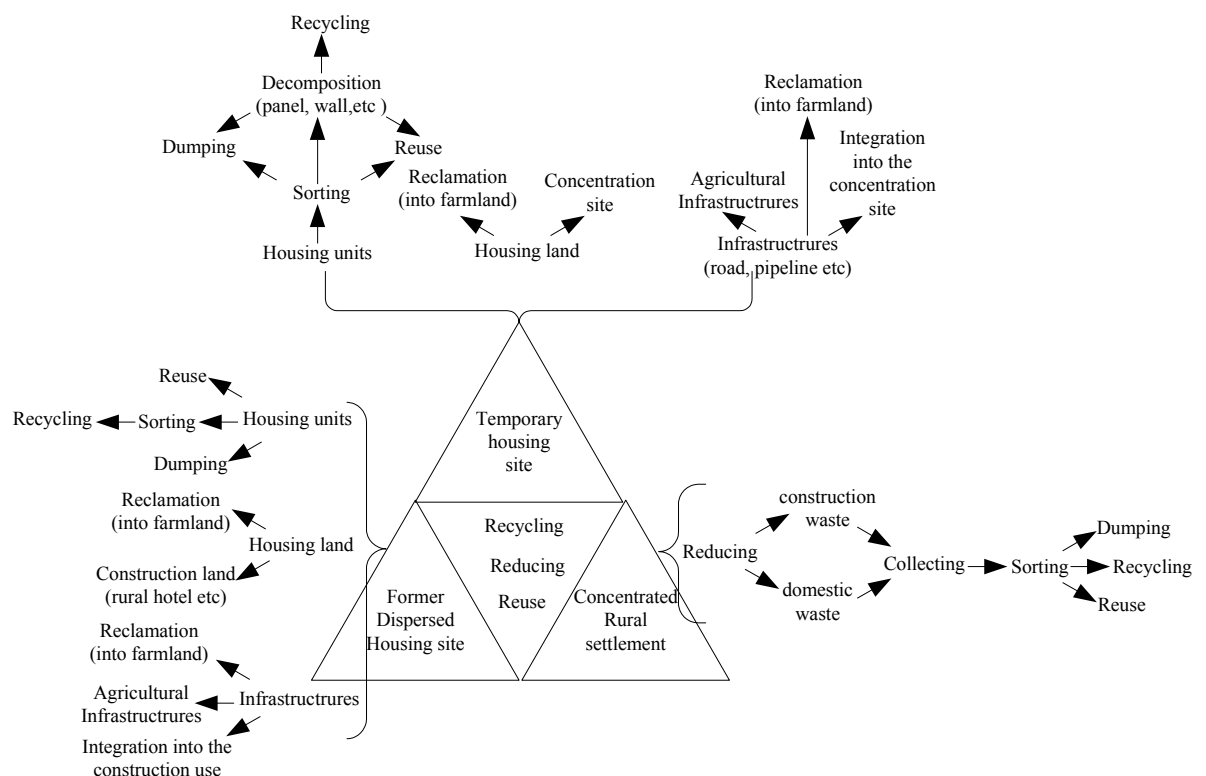 Recycling
Decomposition
(panel, wall,etc )
Dumping
Reuse
Sorting
Housing units
Reclamation
(into farmland)
Concentration
site
Housing land
Reclamation
(into farmland)
Integration
into the
concentration
site
Agricultural
Infrastructrures
Infrastructrures
(road, pipeline etc)
Temporary
housing
site
Recycling
Reducing
Reuse
Former
Dispersed
Housing site
Concentrated
Rural
settlement
Reuse
Recycling
Sorting
Housing units
Dumping
Reclamation
(into farmland)
Housing land
Construction land
(rural hotel etc)
Reclamation
(into farmland)
Agricultural
Infrastructrures
Infrastructrures
Integration into the
construction use
Reducing
construction
waste
domestic
waste
Collecting
Sorting
Dumping
Recycling
Reuse